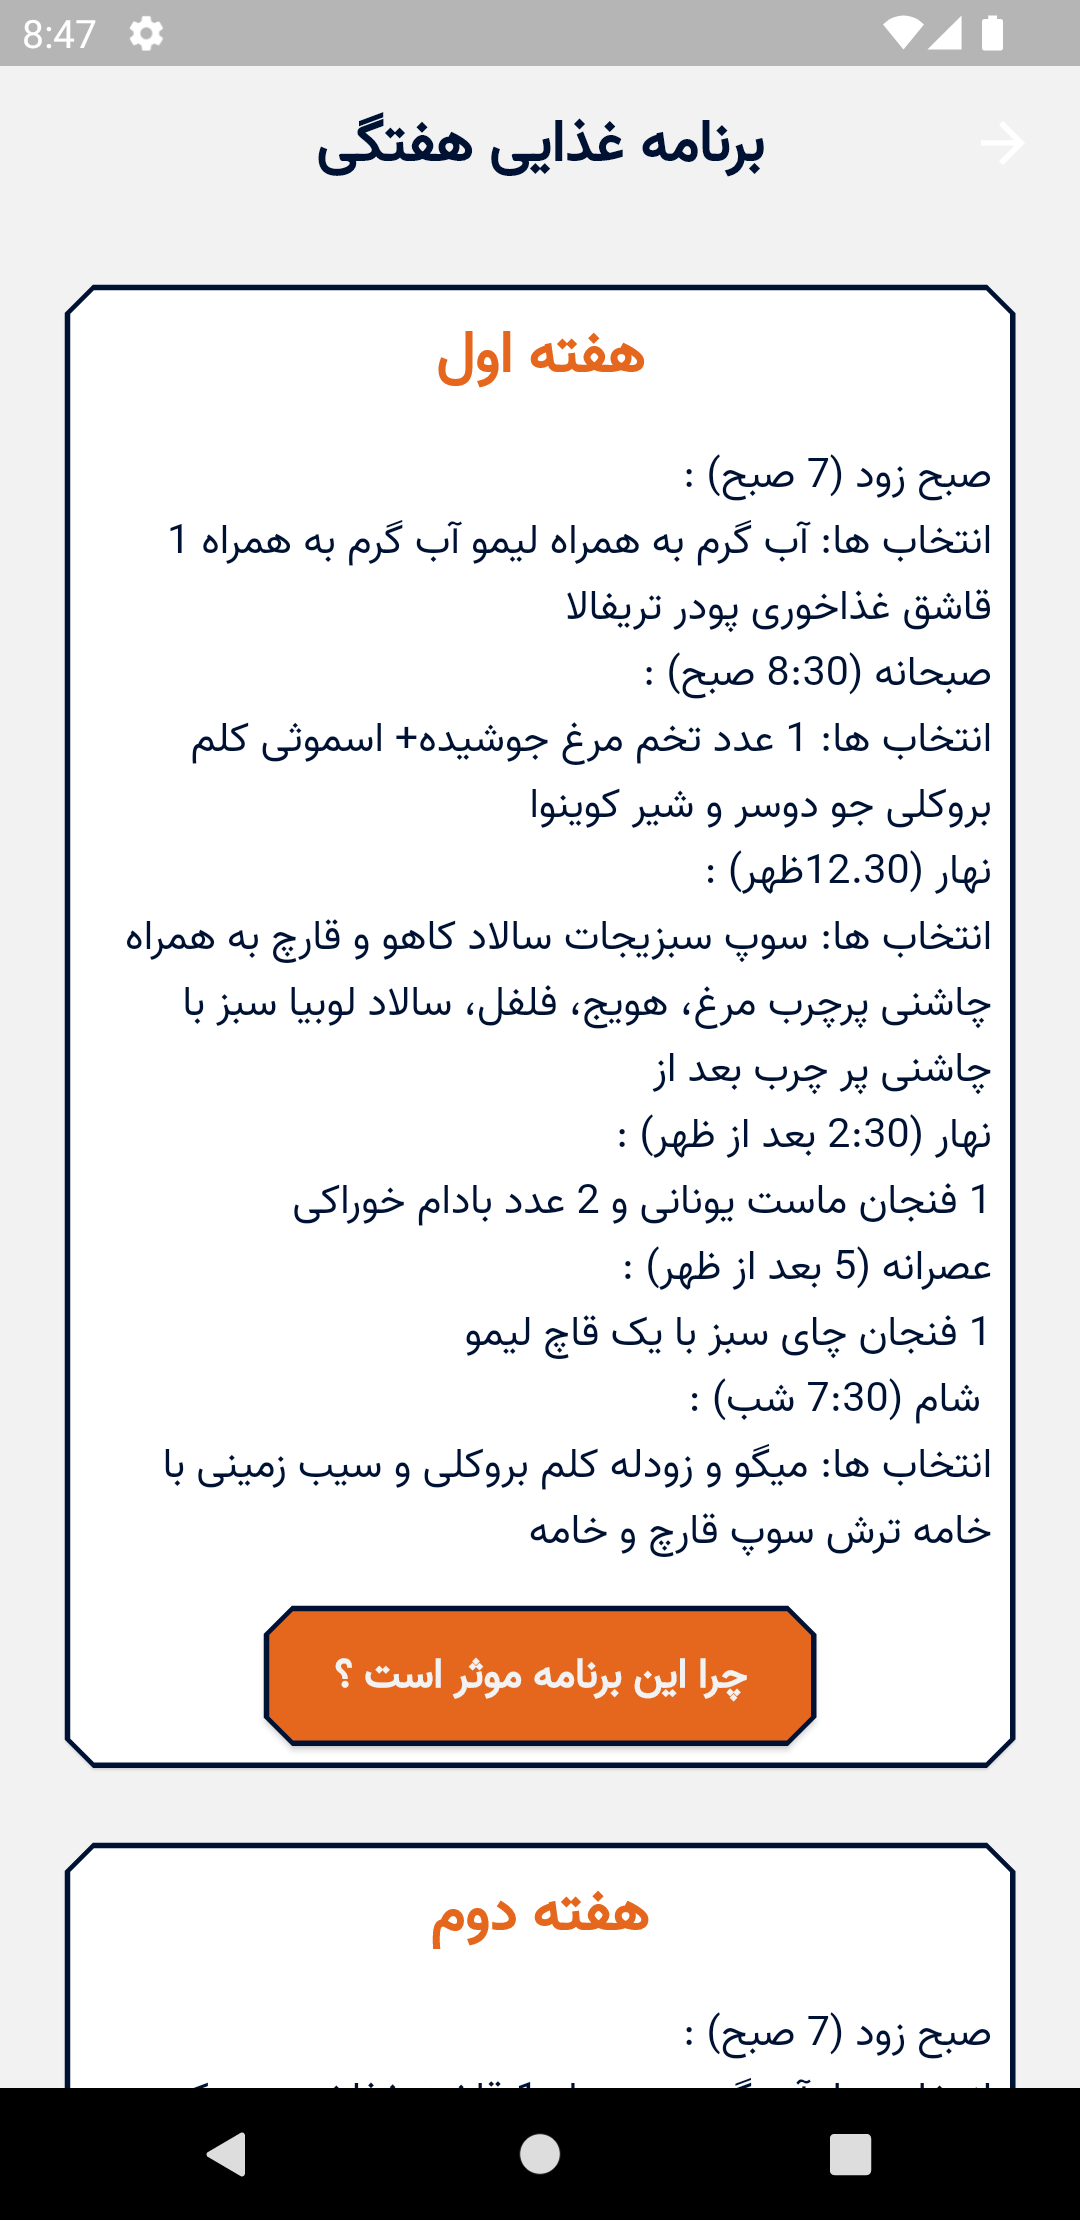 8:47
برنامه غذایی هفتگی
هفته اول
صبح زود (7 صبح) :
انتخاب ها: آب گرم به همراه لیمو آب گرم به همراه 1
قاشق غذاخوری پودر تریفالا
صبحانه (8:30 صبح) :
انتخاب ها: 1 عدد تخم مرغ جوشیده+ اسموثی کلم
بروکلی جو دوسر و شیر کوینوا
نهار (12.30ظهر) :
انتخاب ها: سوپ سبزیجات سالاد کاهو و قارچ به همراه
چاشنی پرچرب مرغ، هویج، فلفل، سالاد لوبیا سبز با
چاشنی پر چرب بعد از
نهار (2:30 بعد از ظهر) :
1 فنجان ماست یونانی و 2 عدد بادام خوراکی
عصرانه (5 بعد از ظهر) :
1 فنجان چای سبز با یک قاچ لیمو
شام (7:30 شب) :
انتخاب ها: میگو و زودله کلم بروکلی و سیب زمینی با
خامه ترش سوپ قارچ و خامه
چرا این برنامه موثر است ؟
هفته دوم
صبح زود (7 صبح) :